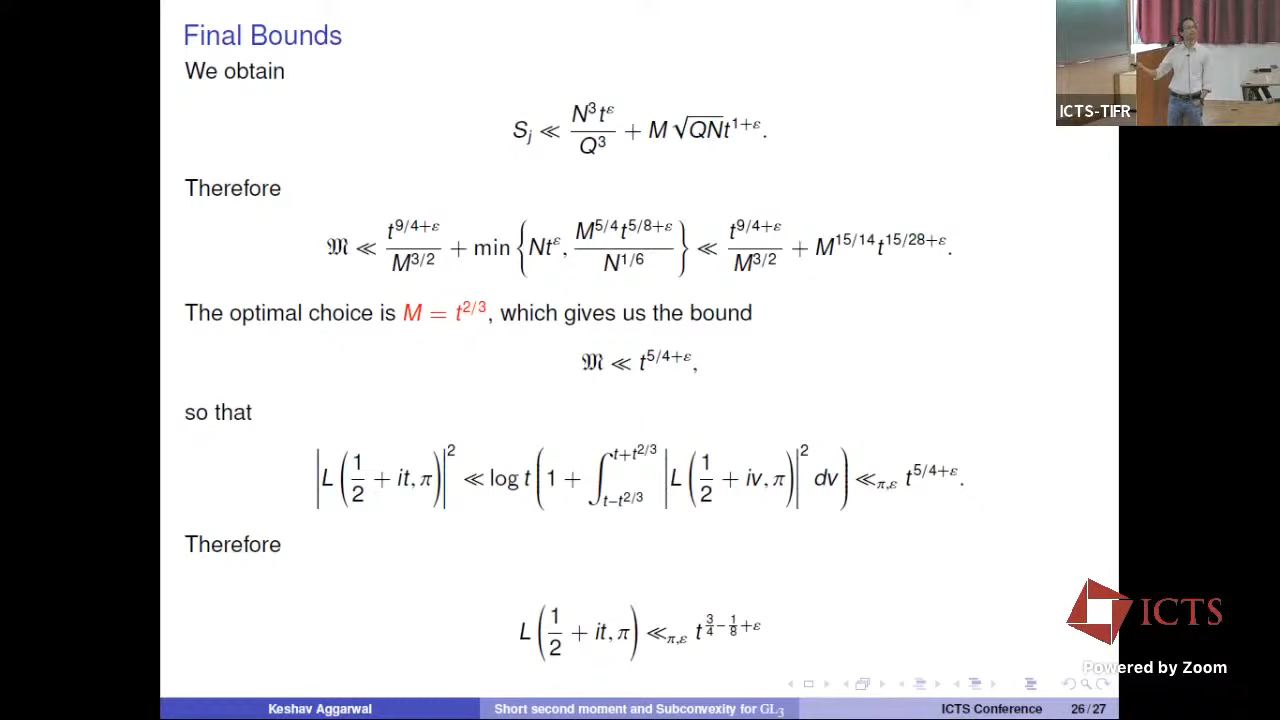 Final Bounds
We obtain
S_j ≪ N³t^ε / Q³ + M√(QN) t^{1+ε}.
Therefore
𝔐 ≪ t^{9/4+ε} / M^{3/2} + min { Nt^ε, M^{5/4}t^{5/8+ε} / N^{1/6} } ≪ t^{9/4+ε} / M^{3/2} + M^{15/14}t^{15/28+ε}.
The optimal choice is M = t^{2/3}, which gives us the bound
𝔐 ≪ t^{5/4+ε},
so that
|L(1/2 + it, π)|² ≪ log t (1 + ∫_{t−t^{2/3}}^{t+t^{2/3}} |L(1/2 + iv, π)|² dv) ≪_{π,ε} t^{5/4+ε}.
Therefore
L(1/2 + it, π) ≪_{π,ε} t^{3/4−1/8+ε}
Keshav Aggarwal Short second moment and Subconvexity for GL₃ ICTS Conference 26/27
ICTS-TIFR
ICTS
Powered by Zoom